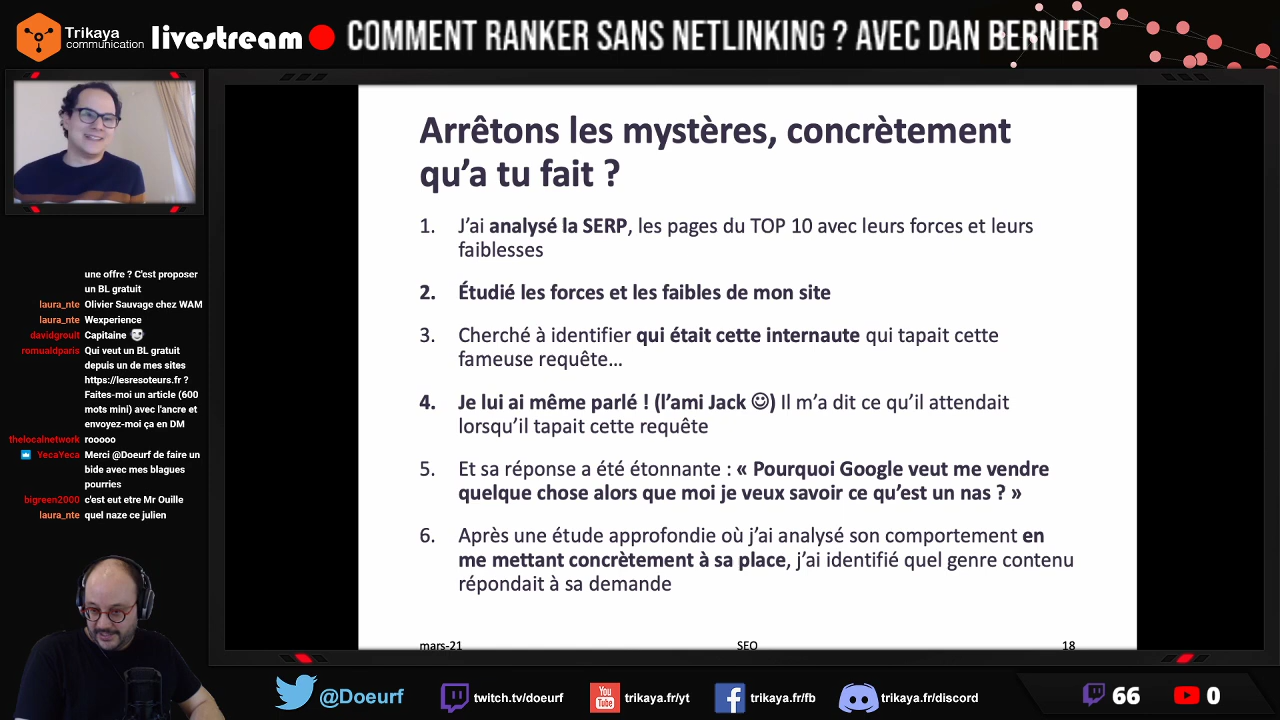 Trikaya
communication
livestream
COMMENT RANKER SANS NETLINKING ? AVEC DAN BERNIER
Arrêtons les mystères, concrètement
qu’a tu fait ?
1. J’ai analysé la SERP, les pages du TOP 10 avec leurs forces et leurs
faiblesses
2. Étudié les forces et les faibles de mon site
3. Cherché à identifier qui était cette internaute qui tapait cette
fameuse requête…
4. Je lui ai même parlé ! (l’ami Jack ☺) Il m’a dit ce qu’il attendait
lorsqu’il tapait cette requête
5. Et sa réponse a été étonnante : « Pourquoi Google veut me vendre
quelque chose alors que moi je veux savoir ce qu’est un nas ? »
6. Après une étude approfondie où j’ai analysé son comportement en
me mettant concrètement à sa place, j’ai identifié quel genre contenu
répondait à sa demande
mars-21 SEO 18
une offre ? C'est proposer
un BL gratuit
laura_nte Olivier Sauvage chez WAM
laura_nte Wexperience
davidgroult Capitaine
romualdparis Qui veut un BL gratuit
depuis un de mes sites
https://lesresoteurs.fr ?
Faites-moi un article (600
mots mini) avec l'ancre et
envoyez-moi ça en DM
thelocalnetwork rooooo
YecaYeca Merci @Doeurf de faire un
bide avec mes blagues
pourries
bigreen2000 c'est eut etre Mr Ouille
laura_nte quel naze ce julien
@Doeurf twitch.tv/doeurf You Tube trikaya.fr/yt trikaya.fr/fb trikaya.fr/discord 66 0